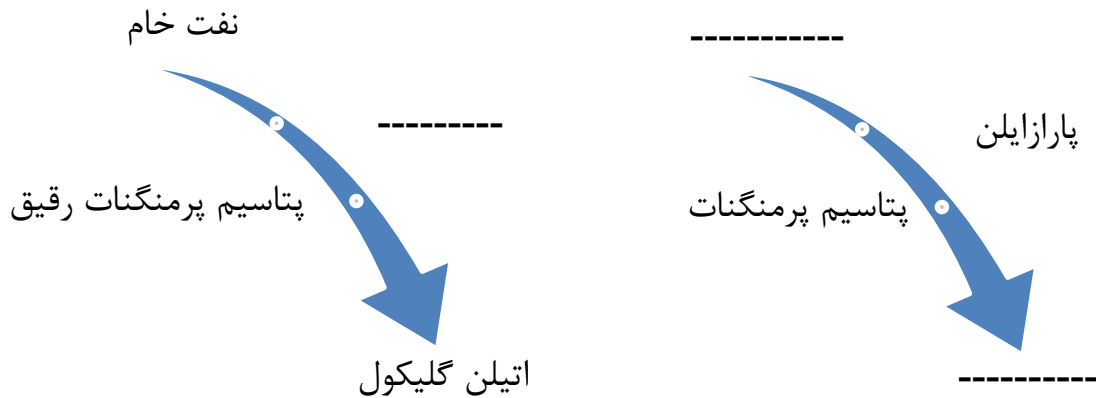 -----------
پارازایلن
پتاسیم پرمنگنات
----------
نفت خام
---------
پتاسیم پرمنگنات رقیق
اتیلن گلیکول